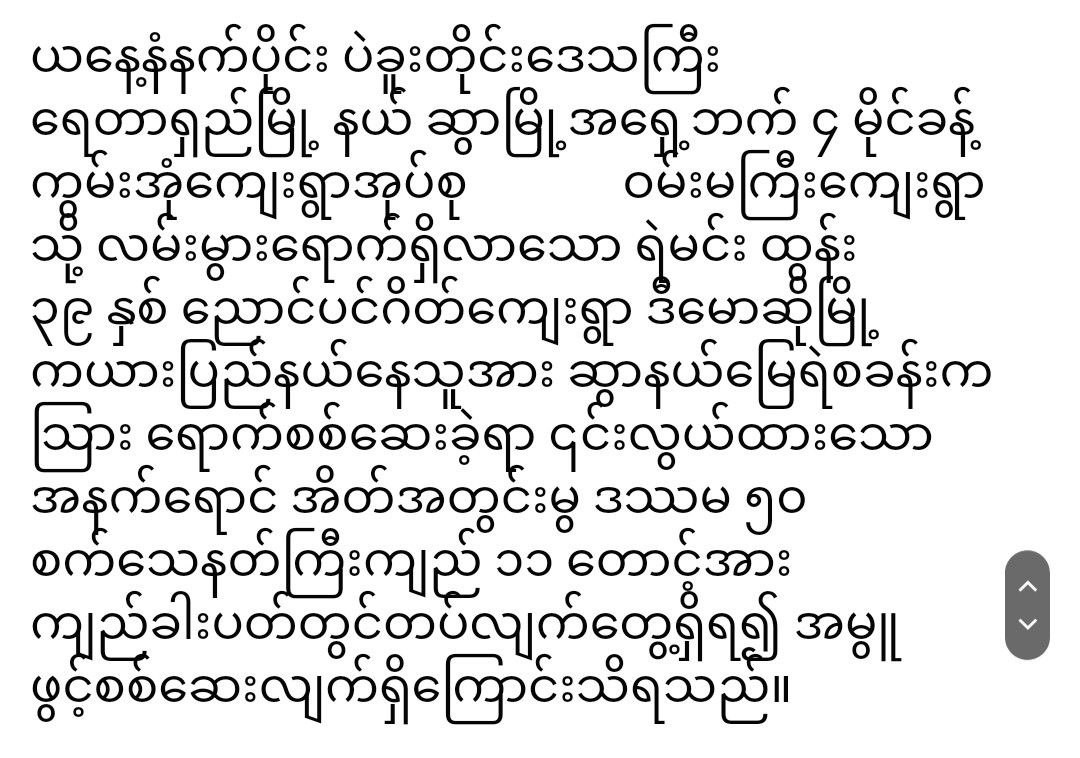 ယနေ့နံနက်ပိုင်း ပဲခူးတိုင်းဒေသကြီး
ရေတာရှည်မြို့ နယ် ဆွာမြို့အရှေ့ဘက် ၄ မိုင်ခန့်
ကွမ်းအုံကျေးရွာအုပ်စု ဝမ်းမကြီးကျေးရွာ
သို့ လမ်းမွားရောက်ရှိလာသော ရဲမင်း ထွန်း
၃၉ နှစ် ညောင်ပင်ဂိတ်ကျေးရွာ ဒီမောဆိုမြို့
ကယားပြည်နယ်နေသူအား ဆွာနယ်မြေရဲစခန်းက
သြား ရောက်စစ်ဆေးခဲ့ရာ ၎င်းလွယ်ထားသော
အနက်ရောင် အိတ်အတွင်းမွ ဒဿမ ၅၀
စက်သေနတ်ကြီးကျည် ၁၁ တောင့်အား
ကျည်ခါးပတ်တွင်တပ်လျက်တွေ့ရှိရ၍ အမွူ
ဖွင့်စစ်ဆေးလျက်ရှိကြောင်းသိရသည်။